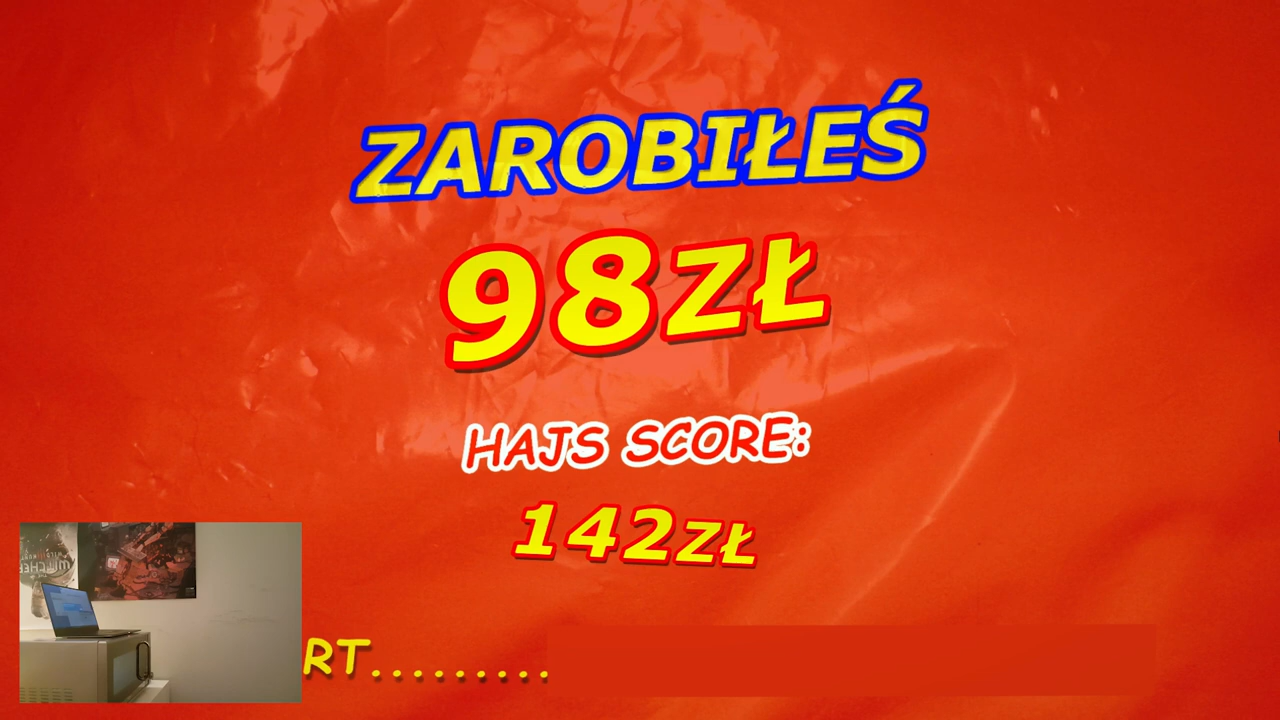 ZAROBIŁEŚ
98ZŁ
HAJS SCORE:
142ZŁ
RT.........